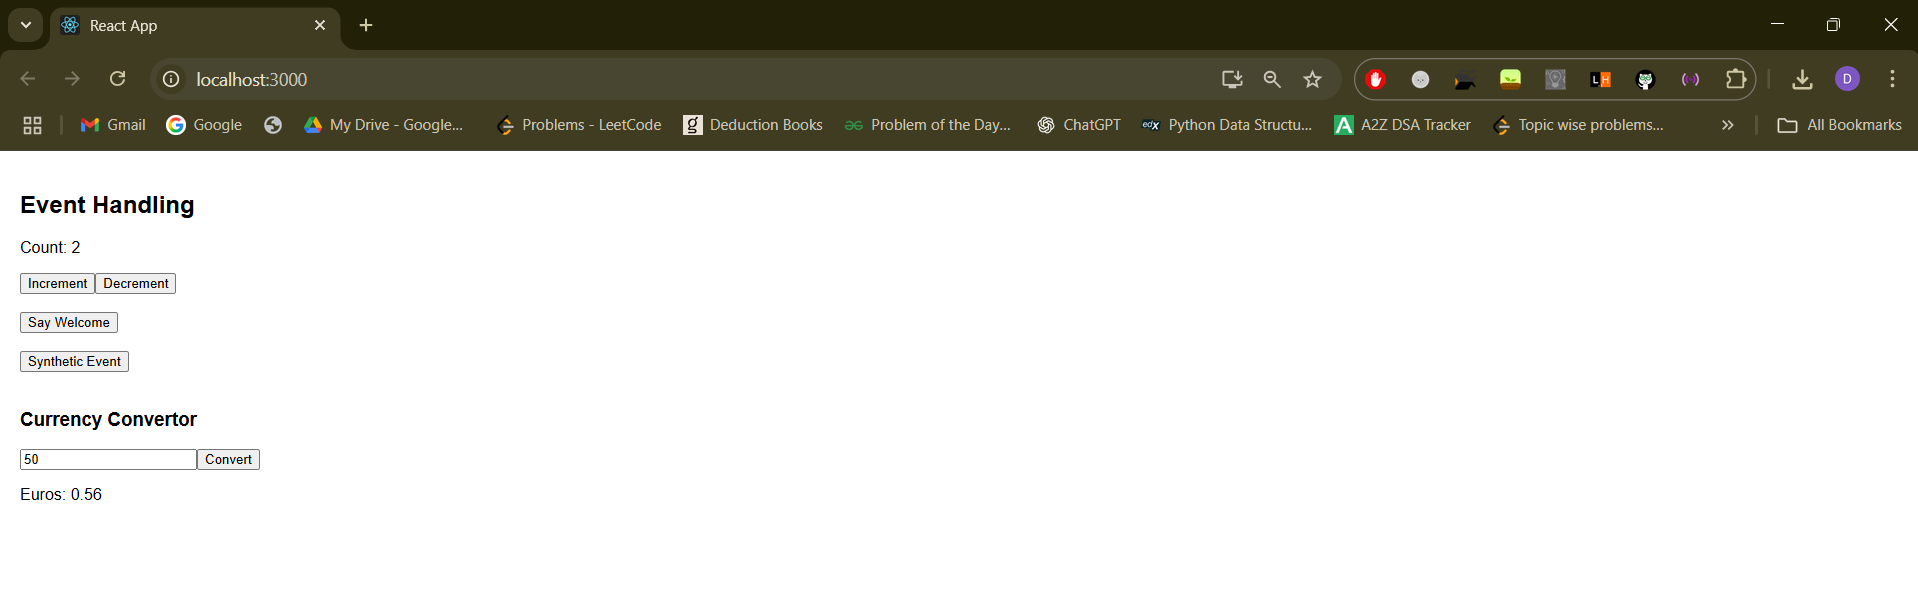 React App
localhost:3000
D
Gmail Google My Drive - Google... Problems - LeetCode g Deduction Books Problem of the Day... ChatGPT edx Python Data Structu... A A2Z DSA Tracker Topic wise problems... All Bookmarks
Event Handling
Count: 2
Increment Decrement
Say Welcome
Synthetic Event
Currency Convertor
50 Convert
Euros: 0.56